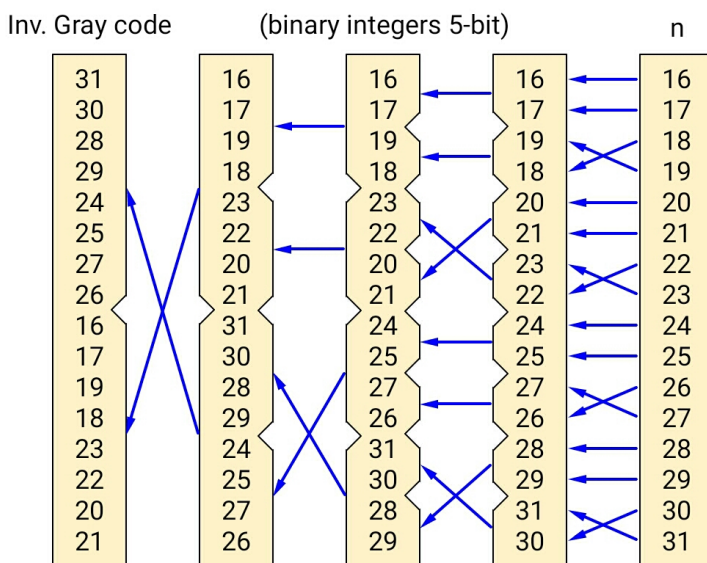 Inv. Gray code (binary integers 5-bit) n
31 16 16 16 16
30 17 17 17 17
28 19 19 19 18
29 18 18 18 19
24 23 23 20 20
25 22 22 21 21
27 20 20 23 22
26 21 21 22 23
16 31 24 24 24
17 30 25 25 25
19 28 27 27 26
18 29 26 26 27
23 24 31 28 28
22 25 30 29 29
20 27 28 31 30
21 26 29 30 31